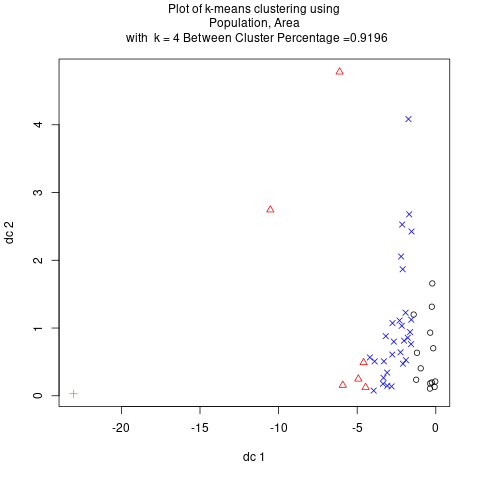 Plot of k-means clustering using
Population, Area
with  k = 4 Between Cluster Percentage =0.9196
dc 2
4
3
2
1
0
-20
-15
-10
-5
0
dc 1